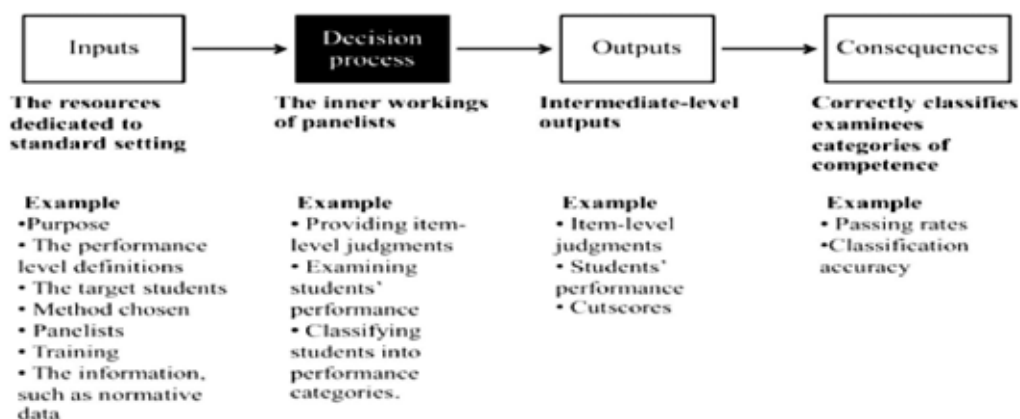 Inputs
Decision
process
Outputs
Consequences
The resources
dedicated to
standard setting
The inner workings
of panelists
Intermediate-level
outputs
Correctly classifies
examinees
categories of
competence
Example
•Purpose
• The performance
level definitions
• The target students
• Method chosen
• Panelists
• Training
• The information,
such as normative
data
Example
• Providing item-
level judgments
• Examining
students'
performance
• Classifying
students into
performance
categories.
Example
• Item-level
judgments
• Students'
performance
• Cutscores
Example
• Passing rates
•Classification
accuracy